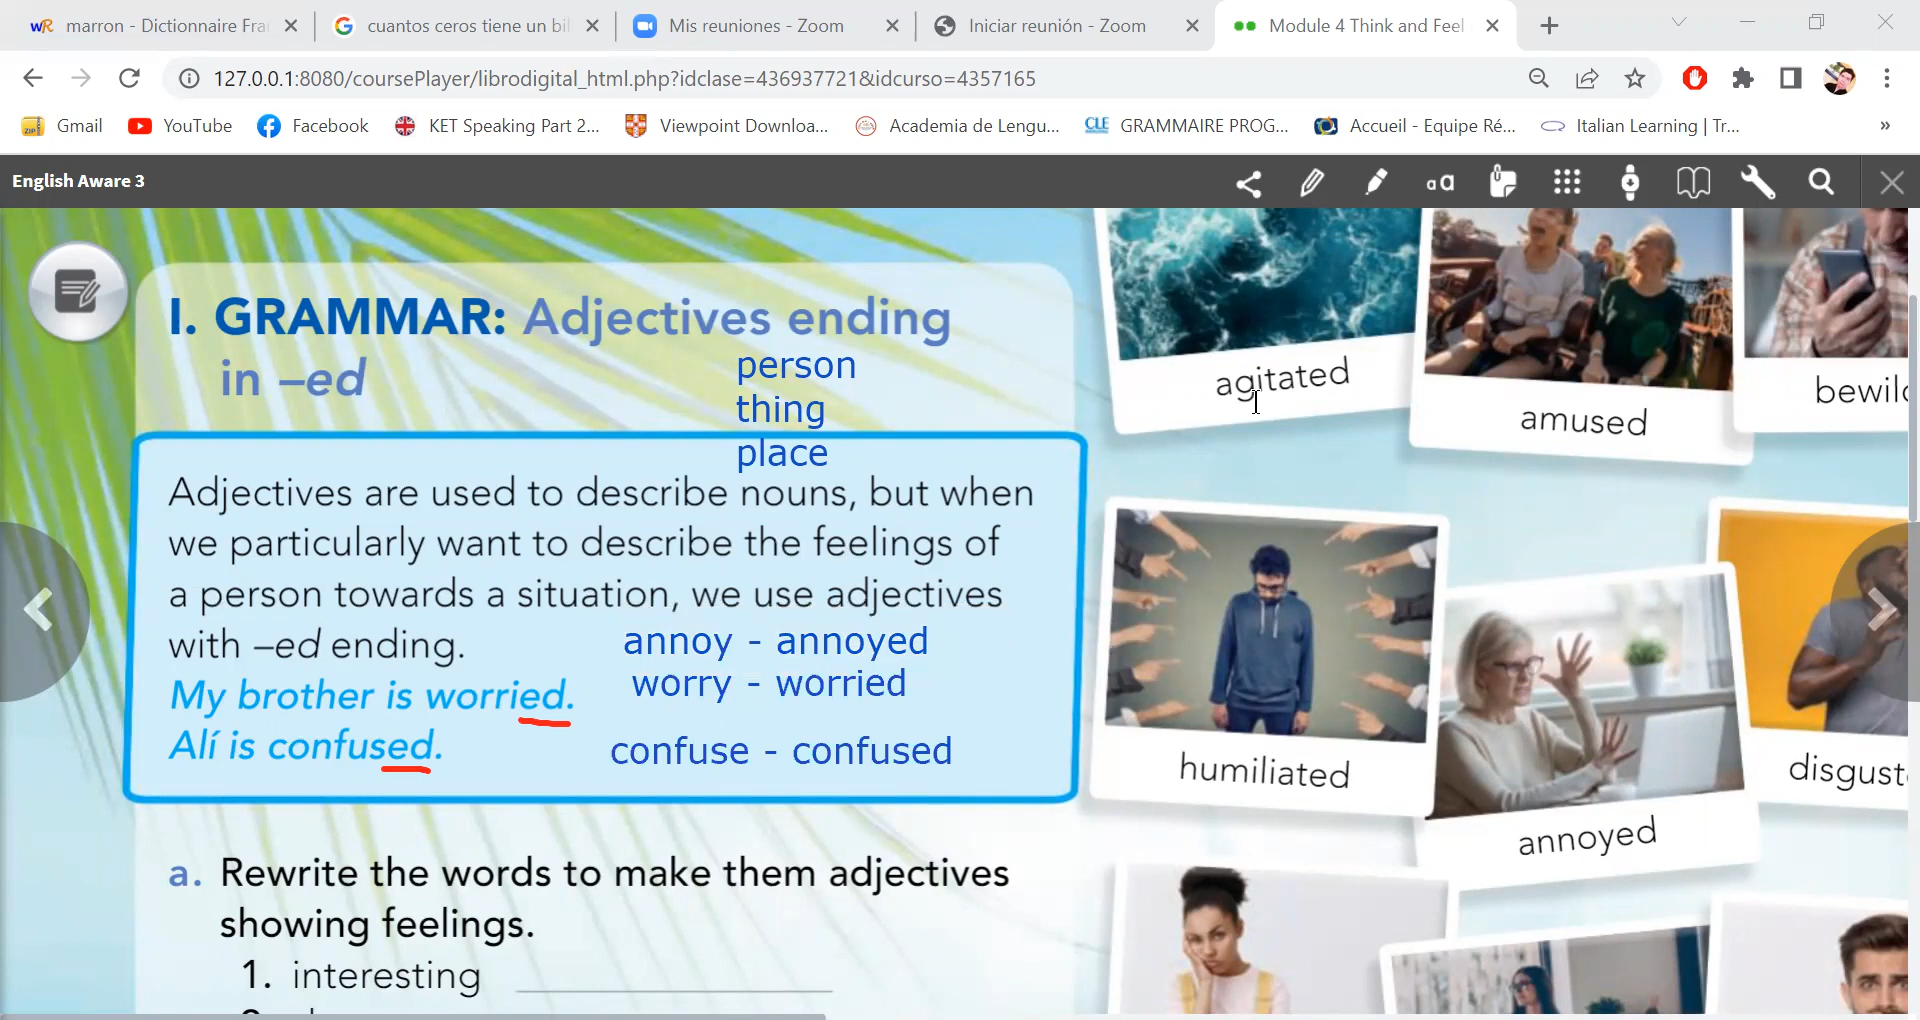 marron - Dictionnaire Fra
cuantos ceros tiene un bil
Mis reuniones - Zoom
Iniciar reunión - Zoom
Module 4 Think and Feel
127.0.0.1:8080/coursePlayer/librodigital_html.php?idclase=436937721&idcurso=4357165
Gmail
YouTube
Facebook
KET Speaking Part 2...
Viewpoint Downloa...
Academia de Lengu...
CLE GRAMMAIRE PROG...
Accueil - Equipe Ré...
Italian Learning | Tr...
»
English Aware 3
aa
I. GRAMMAR: Adjectives ending
in –ed
person
thing
place
Adjectives are used to describe nouns, but when
we particularly want to describe the feelings of
a person towards a situation, we use adjectives
with –ed ending.
annoy - annoyed
My brother is worried.
worry - worried
Alí is confused.
confuse - confused
a. Rewrite the words to make them adjectives
showing feelings.
1. interesting
agitated
amused
bewild
humiliated
annoyed
disgust